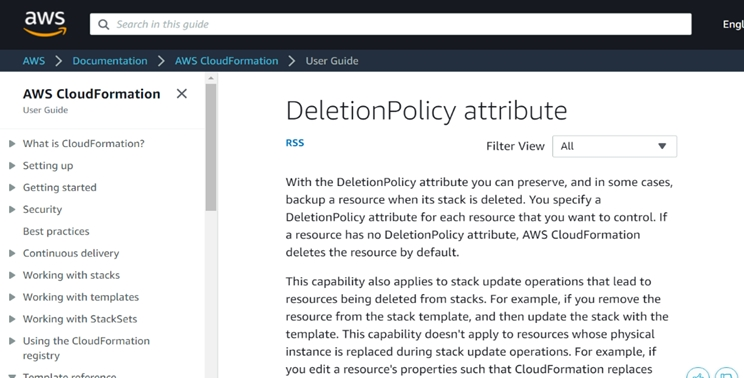 aws
Search in this guide
Engl
AWS > Documentation > AWS CloudFormation > User Guide
AWS CloudFormation
User Guide
What is CloudFormation?
Setting up
Getting started
Security
Best practices
Continuous delivery
Working with stacks
Working with templates
Working with StackSets
Using the CloudFormation
registry
Template reference
DeletionPolicy attribute
RSS
Filter View
All
With the DeletionPolicy attribute you can preserve, and in some cases,
backup a resource when its stack is deleted. You specify a
DeletionPolicy attribute for each resource that you want to control. If
a resource has no DeletionPolicy attribute, AWS CloudFormation
deletes the resource by default.
This capability also applies to stack update operations that lead to
resources being deleted from stacks. For example, if you remove the
resource from the stack template, and then update the stack with the
template. This capability doesn't apply to resources whose physical
instance is replaced during stack update operations. For example, if
you edit a resource's properties such that CloudFormation replaces